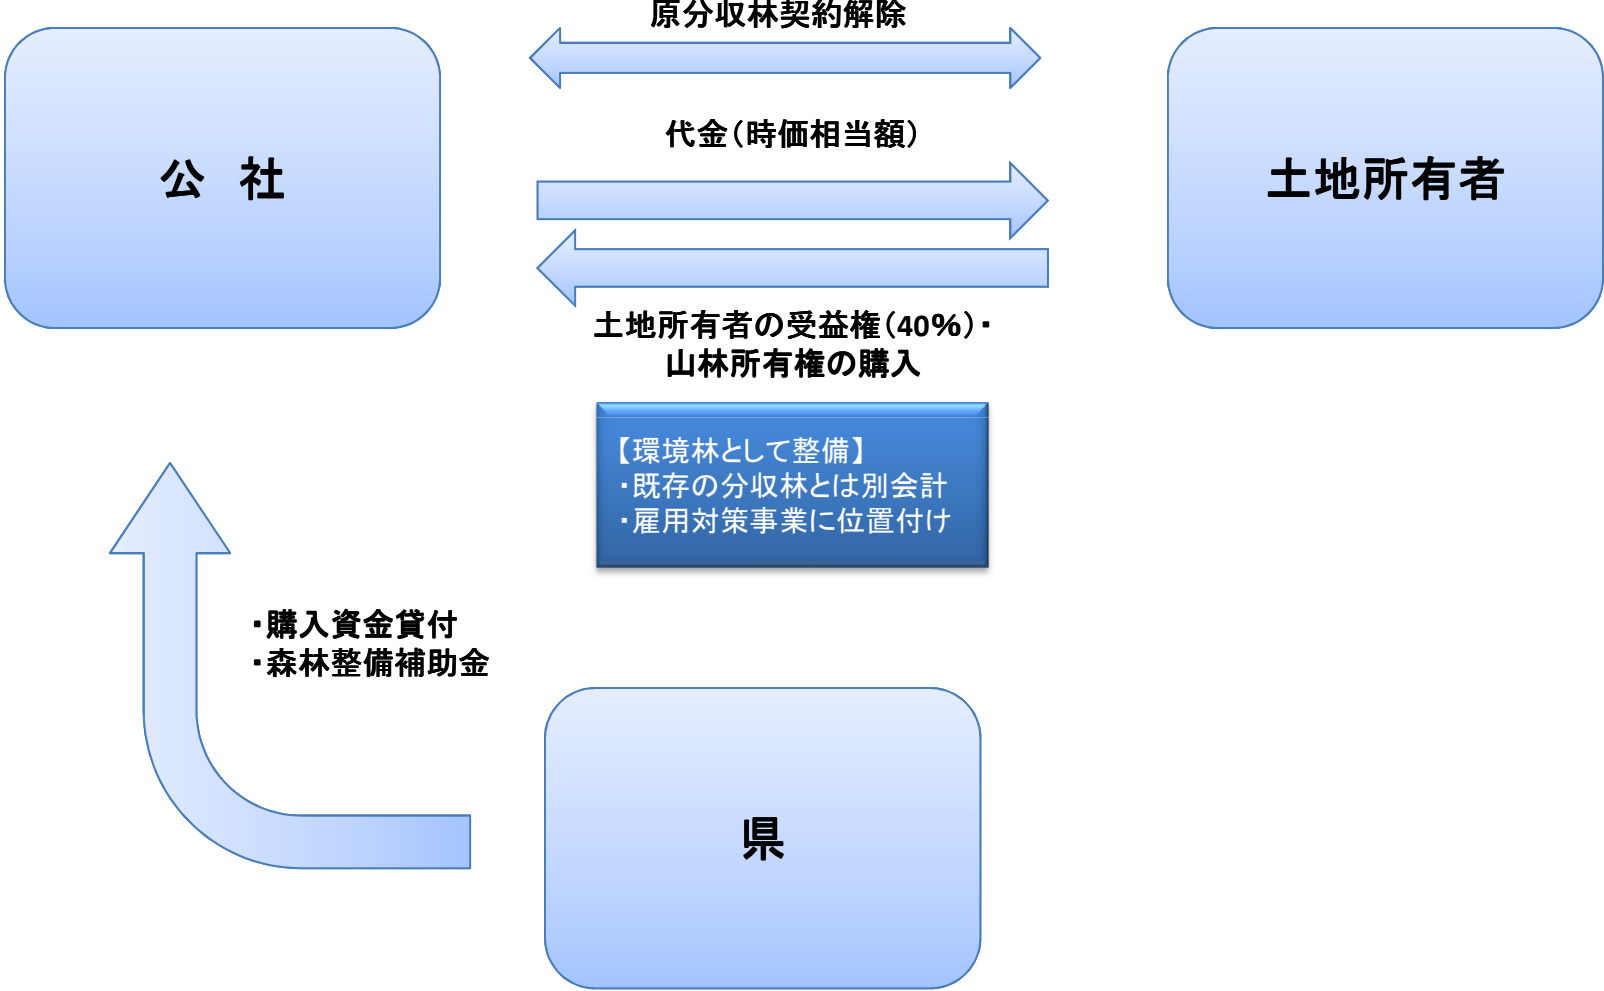 原分収林契約解除
公　社
代金（時価相当額）
土地所有者
土地所有者の受益権（40％）・
山林所有権の購入
【環境林として整備】
・既存の分収林とは別会計
・雇用対策事業に位置付け
・購入資金貸付
・森林整備補助金
県